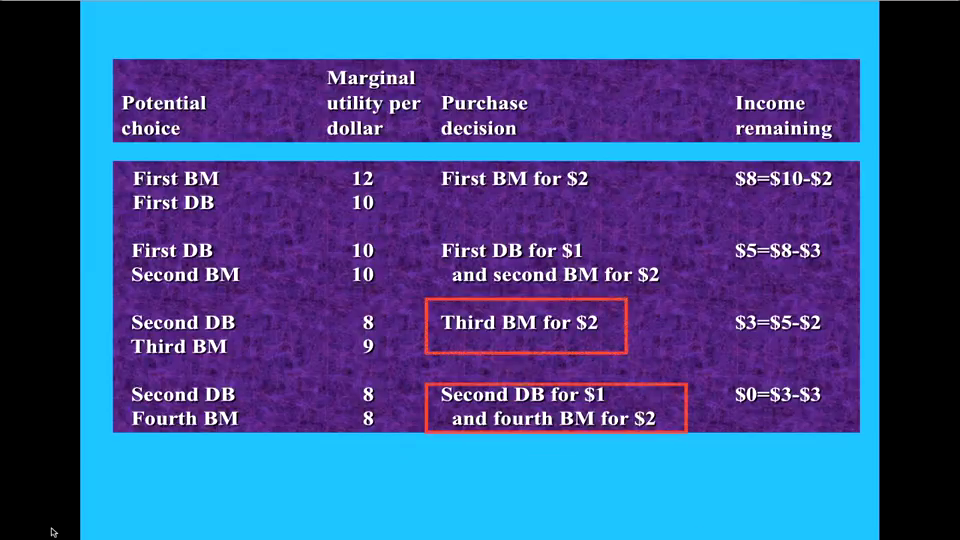 Potential choice Marginal utility per dollar Purchase decision Income remaining
First BM 12 First BM for $2 $8=$10-$2
First DB 10
First DB 10 First DB for $1 $5=$8-$3
Second BM 10 and second BM for $2
Second DB 8 Third BM for $2 $3=$5-$2
Third BM 9
Second DB 8 Second DB for $1 $0=$3-$3
Fourth BM 8 and fourth BM for $2